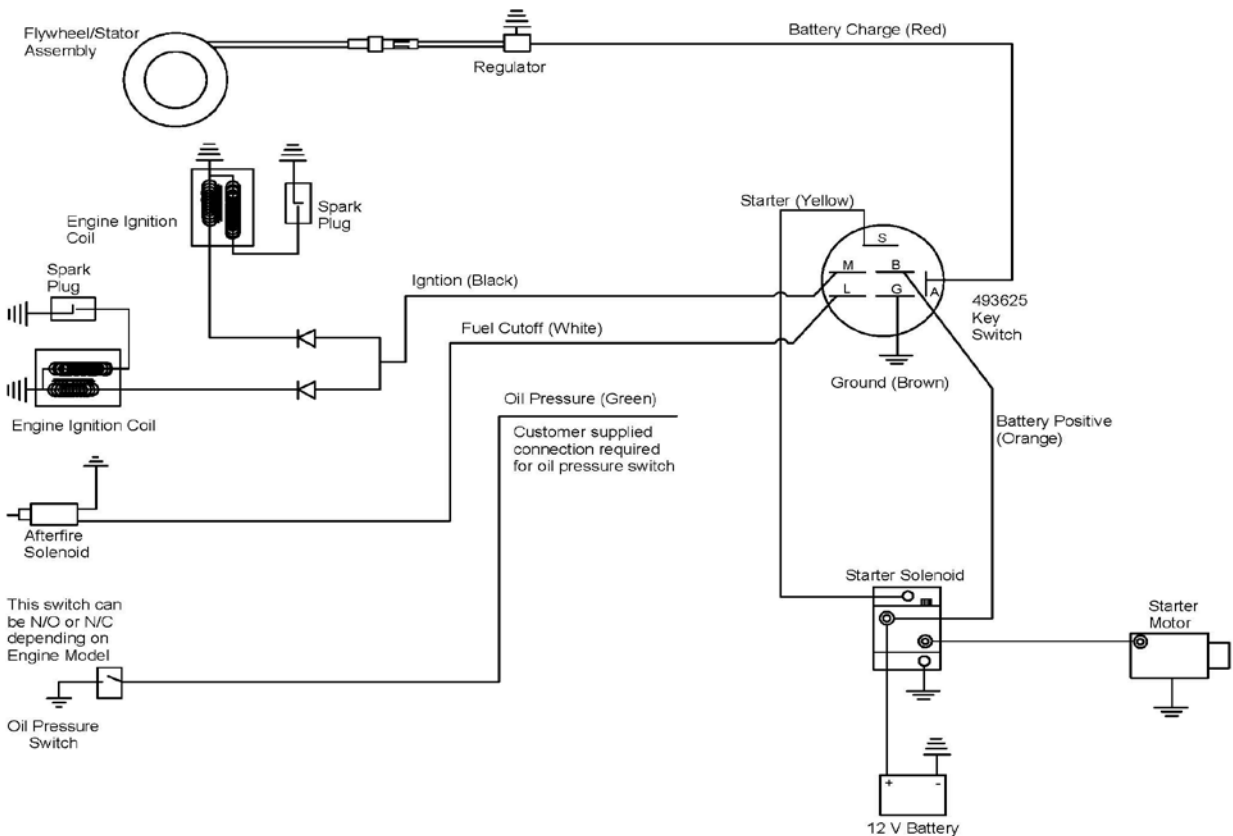 Flywheel/Stator
Assembly
Battery Charge (Red)
Regulator
Starter (Yellow)
Engine Ignition
Coil
Spark
Plug
S
M
B
L
G
A
493625
Key
Switch
Igntion (Black)
Spark
Plug
Fuel Cutoff (White)
Ground (Brown)
Engine Ignition Coil
Oil Pressure (Green)
Customer supplied
connection required
for oil pressure switch
Battery Positive
(Orange)
Afterfire
Solenoid
Starter Solenoid
This switch can
be N/O or N/C
depending on
Engine Model
Starter
Motor
Oil Pressure
Switch
+
-
12 V Battery